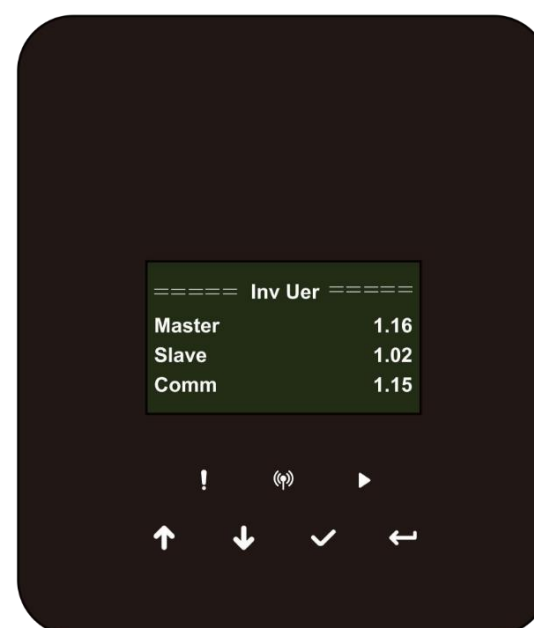 ===== Inv Uer =====
Master 1.16
Slave 1.02
Comm 1.15